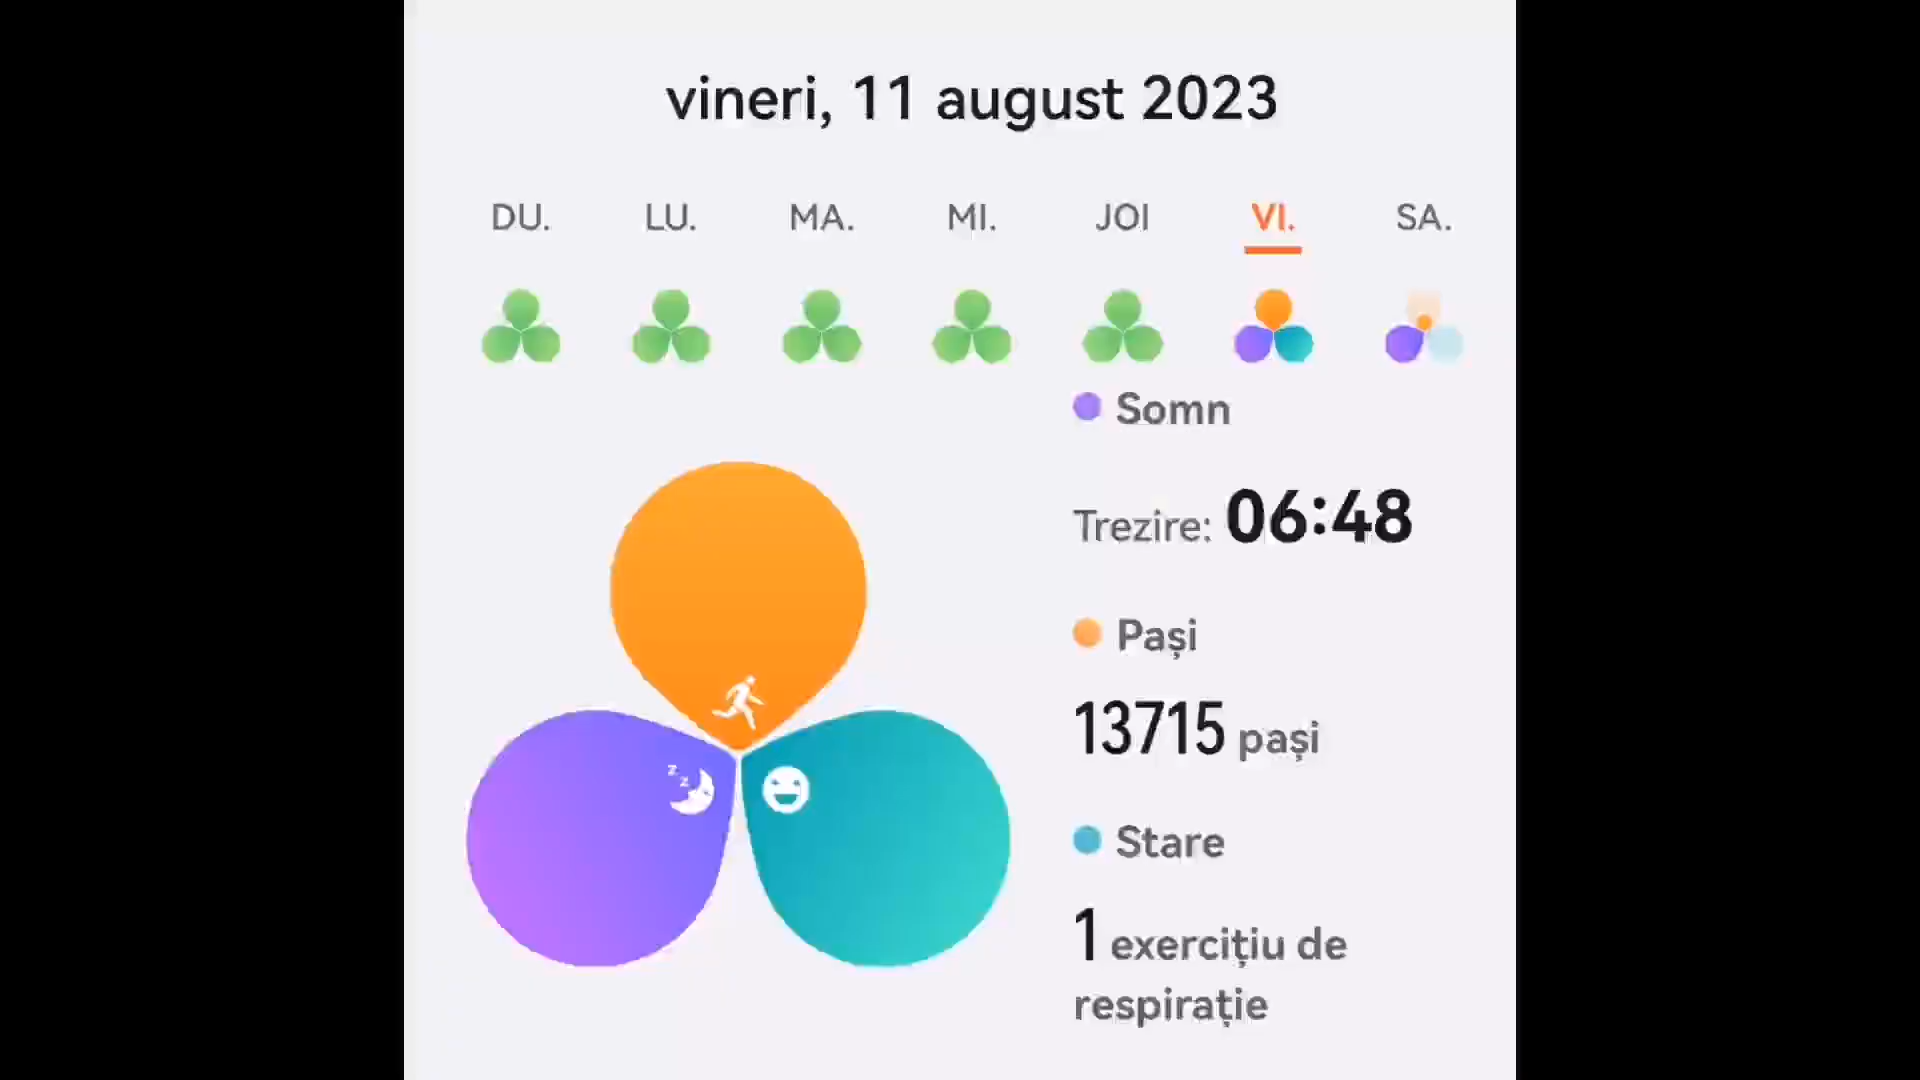 vineri, 11 august 2023
DU. LU. MA. MI. JOI VI. SA.
Somn
Trezire: 06:48
Pași
13715 pași
Stare
1 exercițiu de
respirație